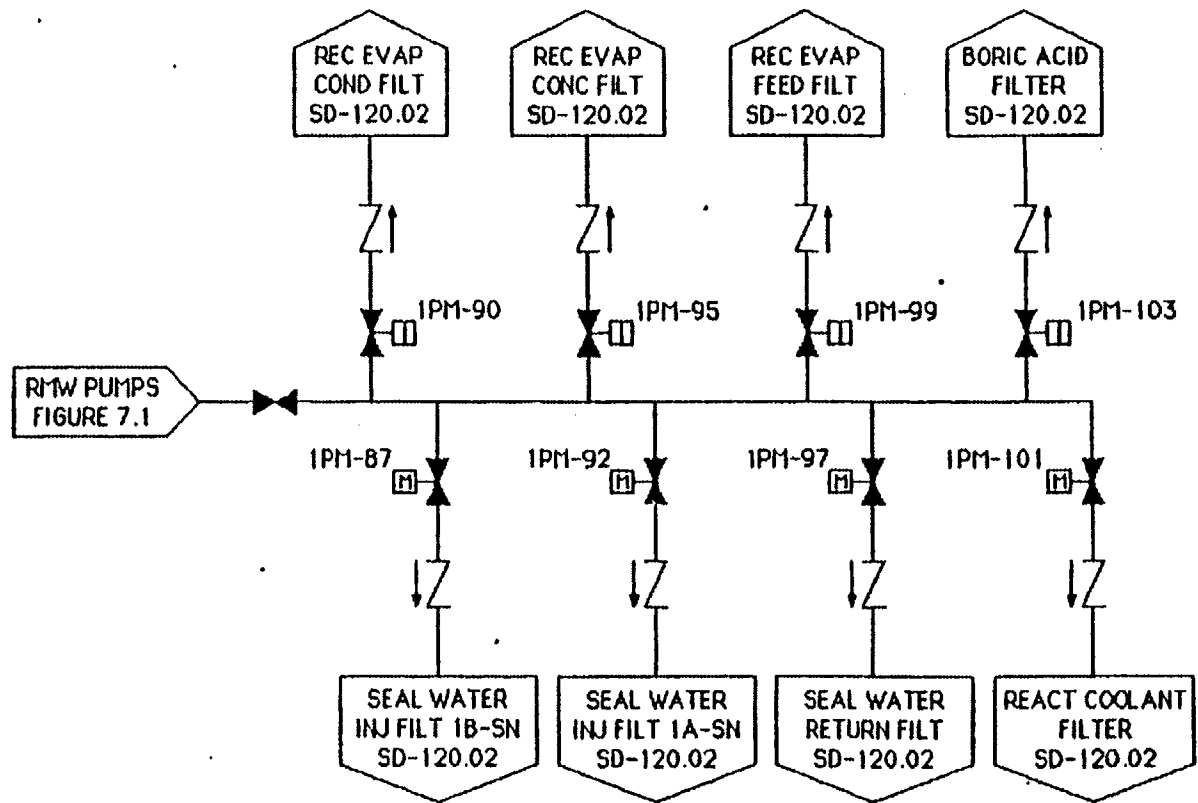 REC EVAP
COND FILT
SD-120.02
REC EVAP
CONC FILT
SD-120.02
REC EVAP
FEED FILT
SD-120.02
BORIC ACID
FILTER
SD-120.02
1PM-90
1PM-95
1PM-99
1PM-103
RMW PUMPS
FIGURE 7.1
1PM-87
M
1PM-92
M
1PM-97
M
1PM-101
M
SEAL WATER
INJ FILT 1B-SN
SD-120.02
SEAL WATER
INJ FILT 1A-SN
SD-120.02
SEAL WATER
RETURN FILT
SD-120.02
REACT COOLANT
FILTER
SD-120.02